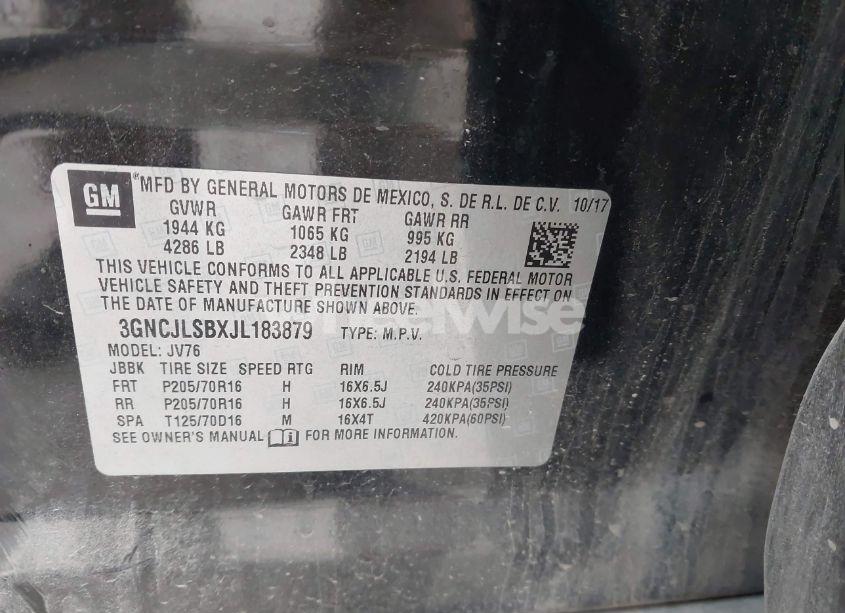 GM
MFD BY GENERAL MOTORS DE MEXICO, S. DE R.L. DE C.V. 10/17
GVWR GAWR FRT GAWR RR
1944 KG 1065 KG 995 KG
4286 LB 2348 LB 2194 LB
THIS VEHICLE CONFORMS TO ALL APPLICABLE U.S. FEDERAL MOTOR
VEHICLE SAFETY AND THEFT PREVENTION STANDARDS IN EFFECT ON
THE DATE OF MANUFACTURE SHOWN ABOVE.
3GNCJLSBXJL183879 TYPE: M.P.V.
MODEL: JV76
JBBK TIRE SIZE SPEED RTG RIM COLD TIRE PRESSURE
FRT P205/70R16 H 16X6.5J 240KPA(35PSI)
RR P205/70R16 H 16X6.5J 240KPA(35PSI)
SPA T125/70D16 M 16X4T 420KPA(60PSI)
SEE OWNER'S MANUAL FOR MORE INFORMATION.